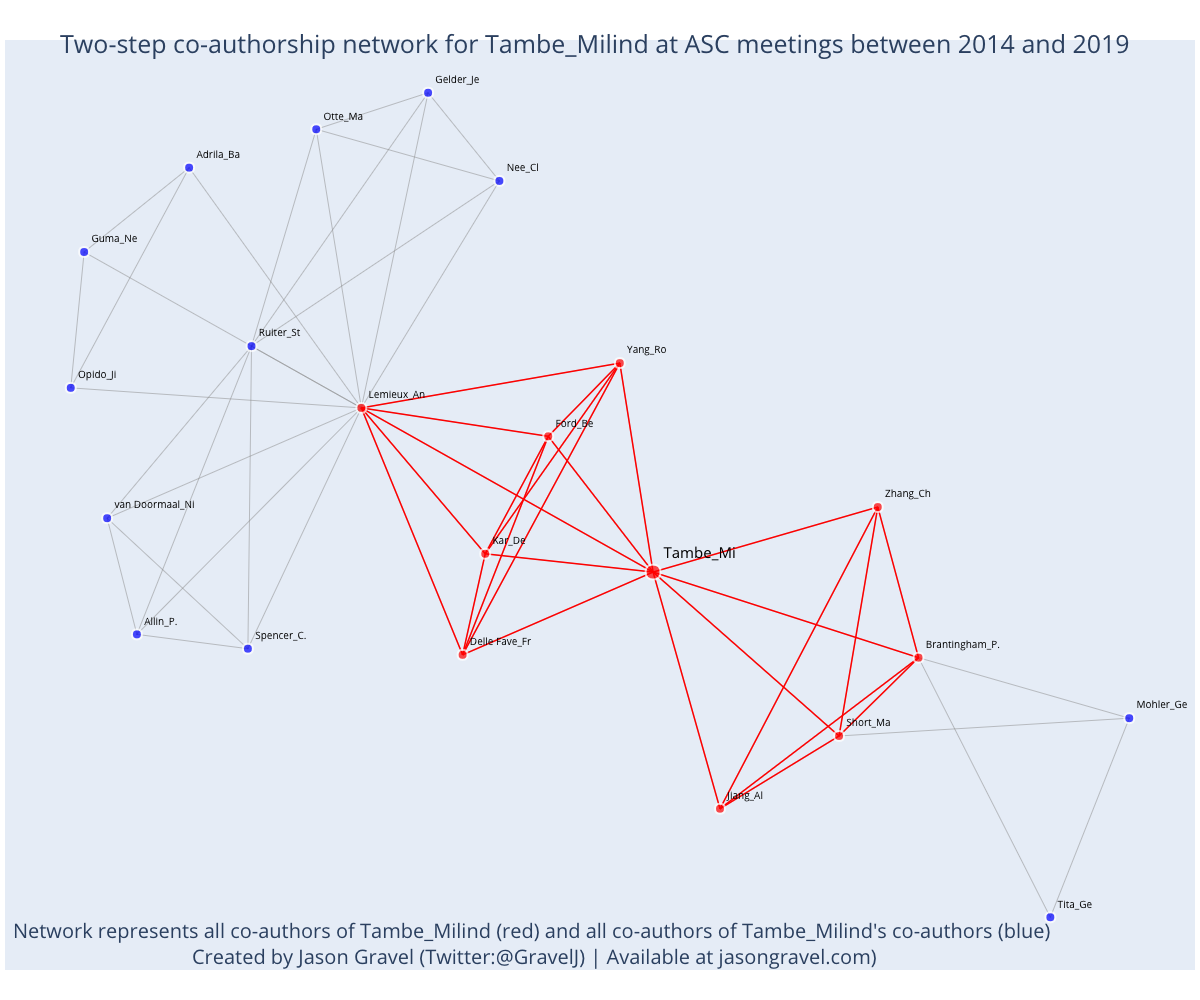 Two-step co-authorship network for Tambe_Milind at ASC meetings between 2014 and 2019
Gelder_Je
Otte_Ma
Adrila_Ba
Nee_Cl
Guma_Ne
Ruiter_St
Yang_Ro
Opido_Ji
Lemieux_An
Ford_Be
Zhang_Ch
van Doormaal_Ni
Kar_De
Tambe_Mi
Allin_P.
Spencer_C.
Delle Fave_Fr
Brantingham_P.
Mohler_Ge
Short_Ma
Jiang_Al
Tita_Ge
Network represents all co-authors of Tambe_Milind (red) and all co-authors of Tambe_Milind's co-authors (blue)
Created by Jason Gravel (Twitter:@GravelJ) | Available at jasongravel.com)